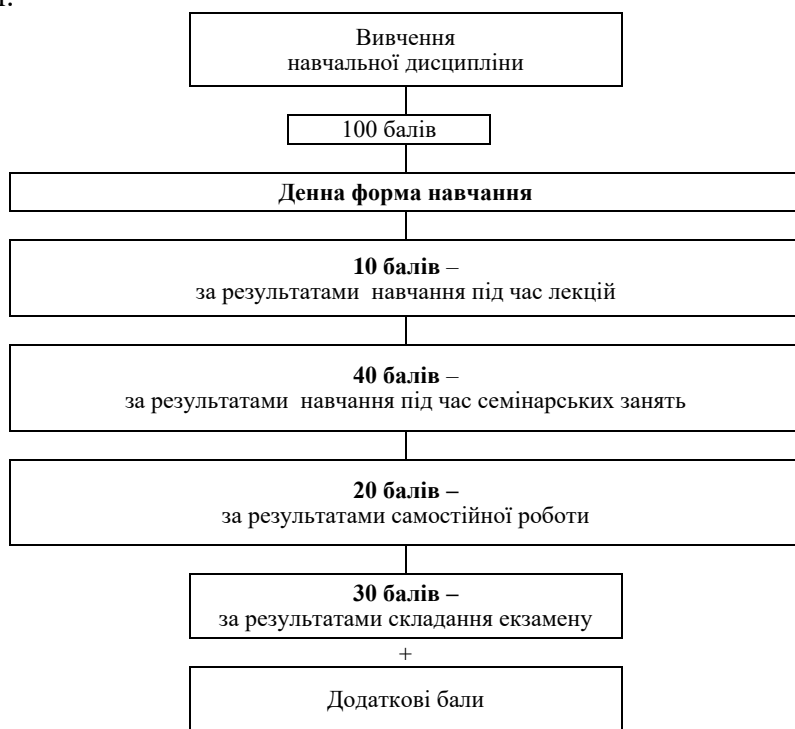 Вивчення
навчальної дисципліни
100 балів
Денна форма навчання
10 балів –
за результатами навчання під час лекцій
40 балів –
за результатами навчання під час семінарських занять
20 балів –
за результатами самостійної роботи
30 балів –
за результатами складання екзамену
+
Додаткові бали